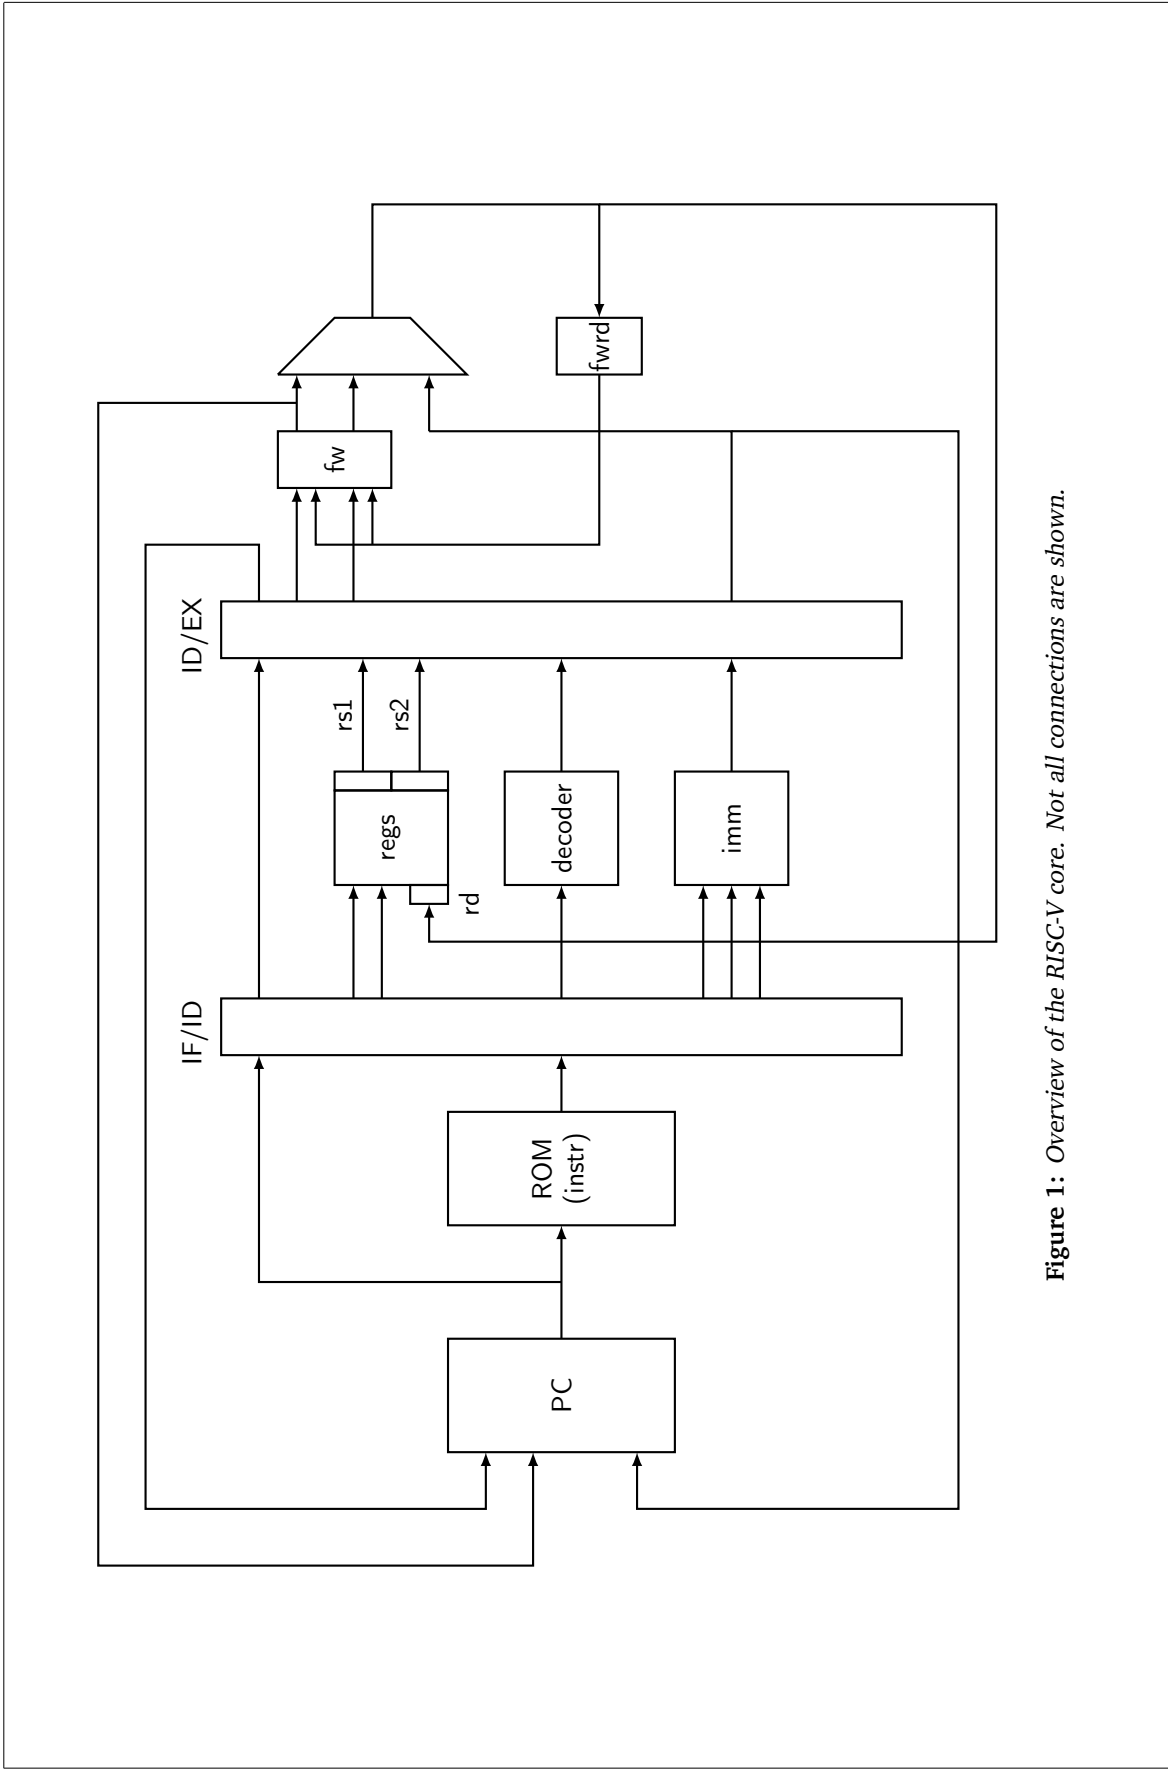 PC
ROM
(instr)
IF/ID
regs
rd
rs1
rs2
decoder
imm
ID/EX
fw
fwrd
Figure 1: Overview of the RISC-V core. Not all connections are shown.